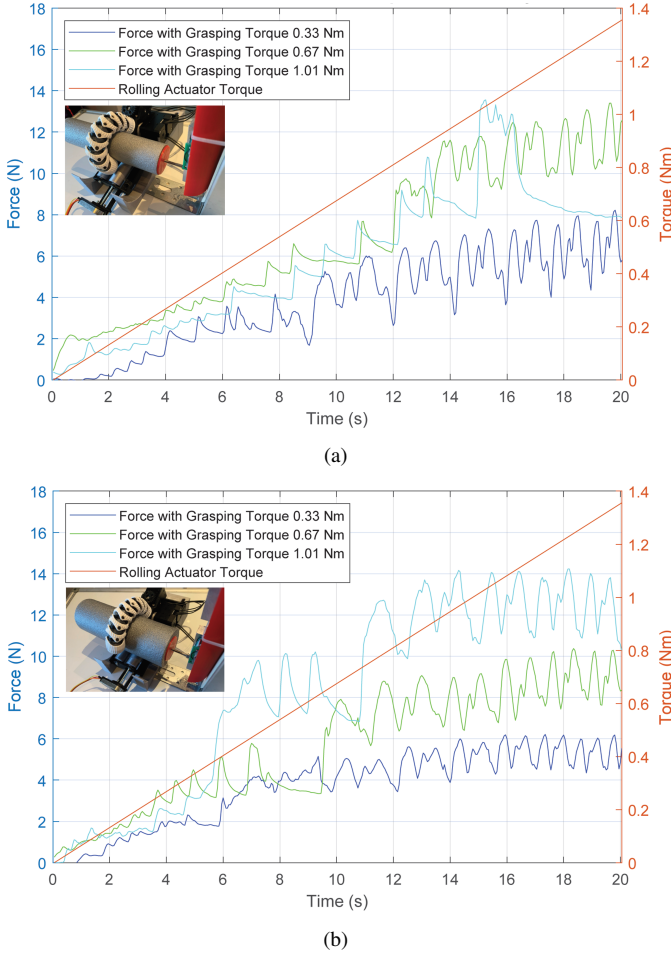 Force with Grasping Torque 0.33 Nm
Force with Grasping Torque 0.67 Nm
Force with Grasping Torque 1.01 Nm
Rolling Actuator Torque
Force (N)
Torque (Nm)
18
16
14
12
10
8
6
4
2
0
1.4
1.2
1
0.8
0.6
0.4
0.2
0
0 2 4 6 8 10 12 14 16 18 20
Time (s)
(a)
Force with Grasping Torque 0.33 Nm
Force with Grasping Torque 0.67 Nm
Force with Grasping Torque 1.01 Nm
Rolling Actuator Torque
Force (N)
Torque (Nm)
18
16
14
12
10
8
6
4
2
0
1.4
1.2
1
0.8
0.6
0.4
0.2
0
0 2 4 6 8 10 12 14 16 18 20
Time (s)
(b)